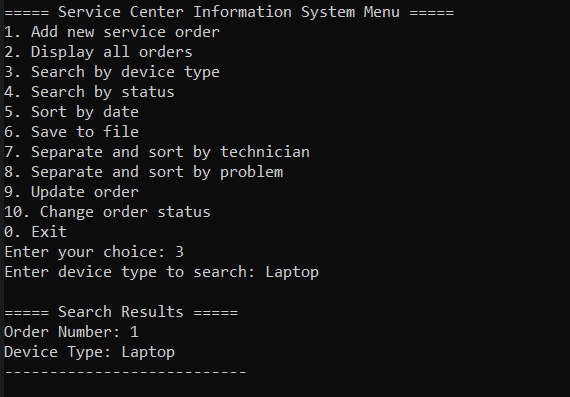 ===== Service Center Information System Menu =====
1. Add new service order
2. Display all orders
3. Search by device type
4. Search by status
5. Sort by date
6. Save to file
7. Separate and sort by technician
8. Separate and sort by problem
9. Update order
10. Change order status
0. Exit
Enter your choice: 3
Enter device type to search: Laptop

===== Search Results =====
Order Number: 1
Device Type: Laptop
---------------------------